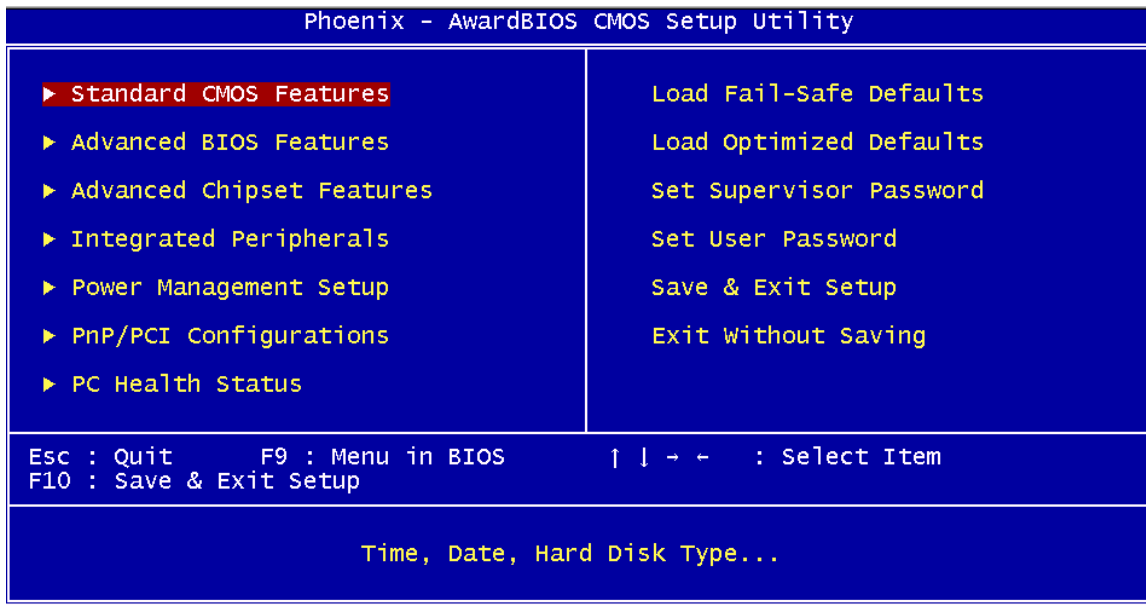 Phoenix - AwardBIOS CMOS Setup Utility
▶ Standard CMOS Features
▶ Advanced BIOS Features
▶ Advanced Chipset Features
▶ Integrated Peripherals
▶ Power Management Setup
▶ PnP/PCI Configurations
▶ PC Health Status
Load Fail-Safe Defaults
Load Optimized Defaults
Set Supervisor Password
Set User Password
Save & Exit Setup
Exit Without Saving
Esc : Quit F9 : Menu in BIOS ↑ ↓ → ← : Select Item
F10 : Save & Exit Setup
Time, Date, Hard Disk Type...